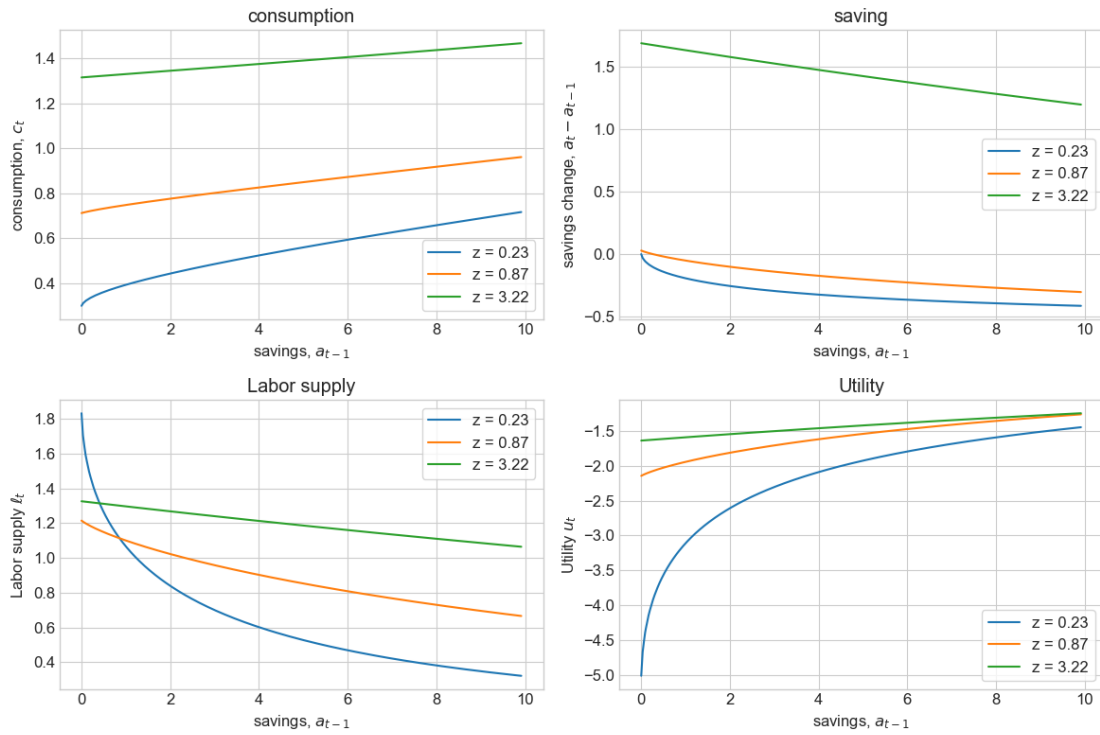 consumption
consumption, c_t
1.4
1.2
1.0
0.8
0.6
0.4
z = 0.23
z = 0.87
z = 3.22
0 2 4 6 8 10
savings, a_{t−1}
saving
savings change, a_t − a_{t−1}
1.5
1.0
0.5
0.0
−0.5
z = 0.23
z = 0.87
z = 3.22
0 2 4 6 8 10
savings, a_{t−1}
Labor supply
Labor supply ℓ_t
1.8
1.6
1.4
1.2
1.0
0.8
0.6
0.4
z = 0.23
z = 0.87
z = 3.22
0 2 4 6 8 10
savings, a_{t−1}
Utility
Utility u_t
−1.5
−2.0
−2.5
−3.0
−3.5
−4.0
−4.5
−5.0
z = 0.23
z = 0.87
z = 3.22
0 2 4 6 8 10
savings, a_{t−1}